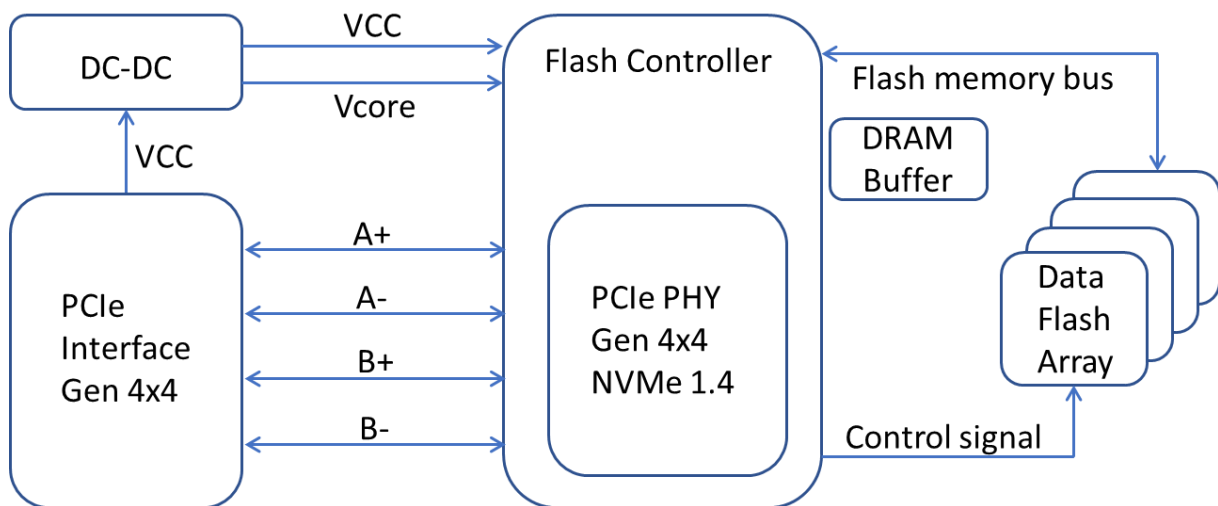 DC-DC
VCC
Vcore
VCC
PCIe
Interface
Gen 4x4
A+
A-
B+
B-
Flash Controller
PCIe PHY
Gen 4x4
NVMe 1.4
Flash memory bus
DRAM
Buffer
Data
Flash
Array
Control signal